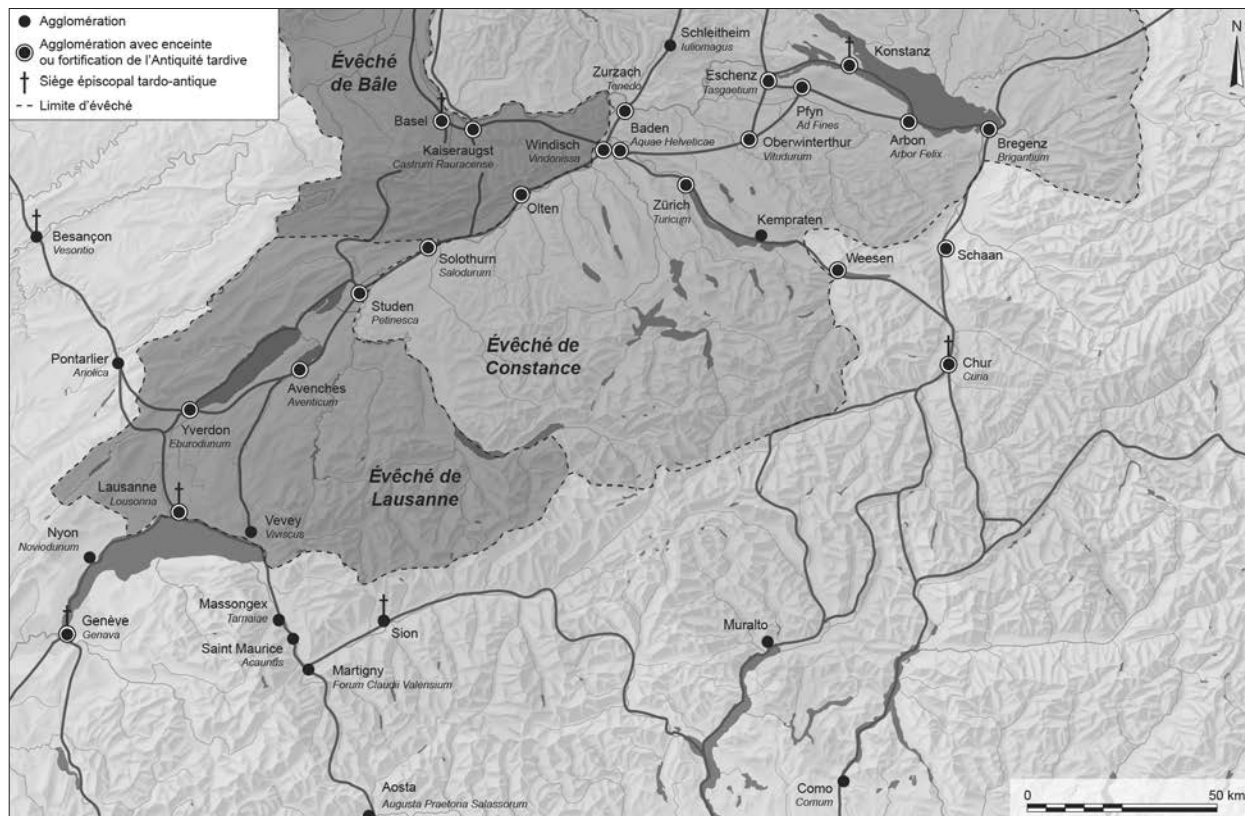 Agglomération
Agglomération avec enceinte
ou fortification de l'Antiquité tardive
Siège épiscopal tardo-antique
Limite d'évêché
N
Évêché
de Bâle
Schleitheim
Iuliomagus
Konstanz
Zurzach
Tenedo
Eschenz
Tasgaetium
Pfyn
Ad Fines
Basel
Kaiseraugst
Castrum Rauracense
Windisch
Vindonissa
Baden
Aquae Helveticae
Oberwinterthur
Vitudurum
Arbon
Arbor Felix
Bregenz
Brigantium
Olten
Zürich
Turicum
Kempraten
Besançon
Vesontio
Solothurn
Salodurum
Weesen
Schaan
Studen
Petinesca
Évêché de
Constance
Pontarlier
Ariolica
Avenches
Aventicum
Chur
Curia
Yverdon
Eburodunum
Évêché de
Lausanne
Lausanne
Lousonna
Vevey
Viviscus
Nyon
Noviodunum
Massongex
Tarnaiae
Sion
Genève
Genava
Saint Maurice
Acaunus
Muralto
Martigny
Forum Claudii Valensium
Aosta
Augusta Praetoria Salassorum
Como
Comum
0 50 km